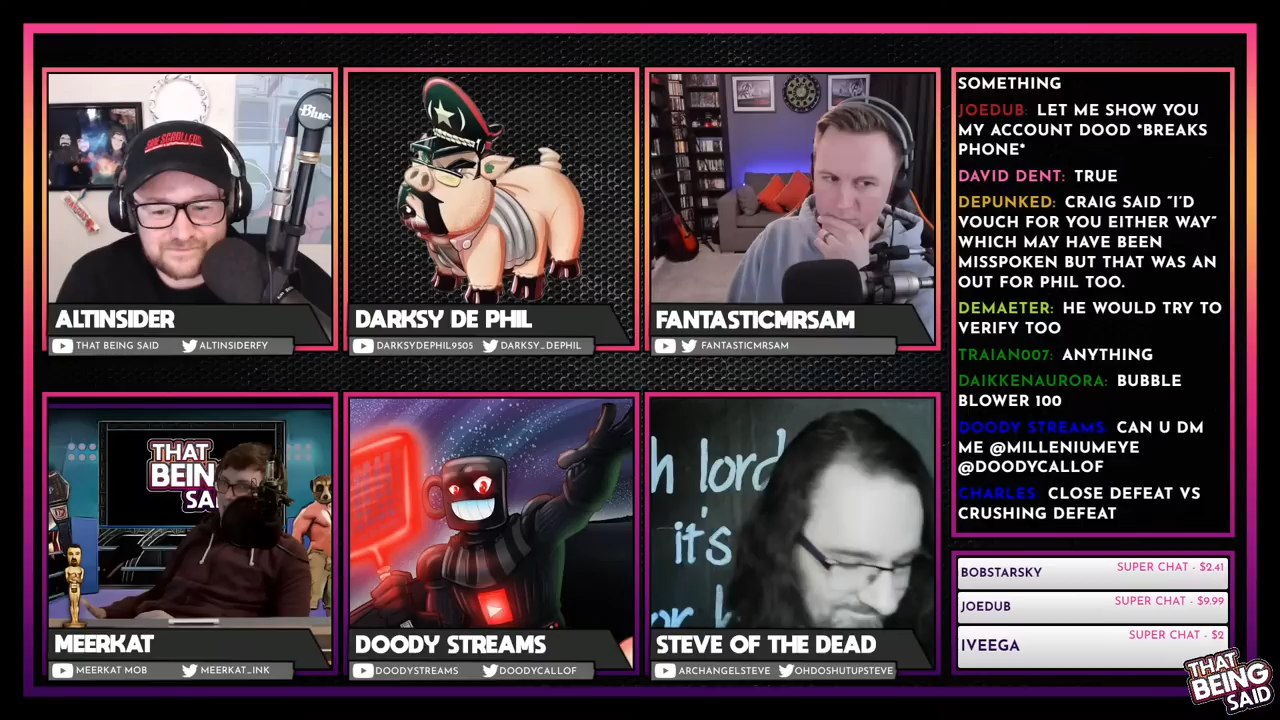 Blue
SIDE SCROLLERS
ALTINSIDER
THAT BEING SAID
ALTINSIDERFY
DARKSY DE PHIL
DARKSYDEPHIL9505
DARKSY_DEPHIL
FANTASTICMRSAM
FANTASTICMRSAM
THAT
BEING
SA
MEERKAT
MEERKAT MOB
MEERKAT_INK
DOODY STREAMS
DOODYSTREAMS
DOODYCALLOF
h lord
it's
or k
STEVE OF THE DEAD
ARCHANGELSTEVE
OHDOSHUTUPSTEVE
SOMETHING
JOEDUB: LET ME SHOW YOU
MY ACCOUNT DOOD *BREAKS
PHONE*
DAVID DENT: TRUE
DEPUNKED: CRAIG SAID "I'D
VOUCH FOR YOU EITHER WAY"
WHICH MAY HAVE BEEN
MISSPOKEN BUT THAT WAS AN
OUT FOR PHIL TOO.
DEMAETER: HE WOULD TRY TO
VERIFY TOO
TRAIAN007: ANYTHING
DAIKKENAURORA: BUBBLE
BLOWER 100
DOODY STREAMS: CAN U DM
ME @MILLENIUMEYE
@DOODYCALLOF
CHARLES: CLOSE DEFEAT VS
CRUSHING DEFEAT
BOBSTARSKY SUPER CHAT - $2.41
JOEDUB SUPER CHAT - $9.99
IVEEGA SUPER CHAT - $2
THAT
BEING
SAID